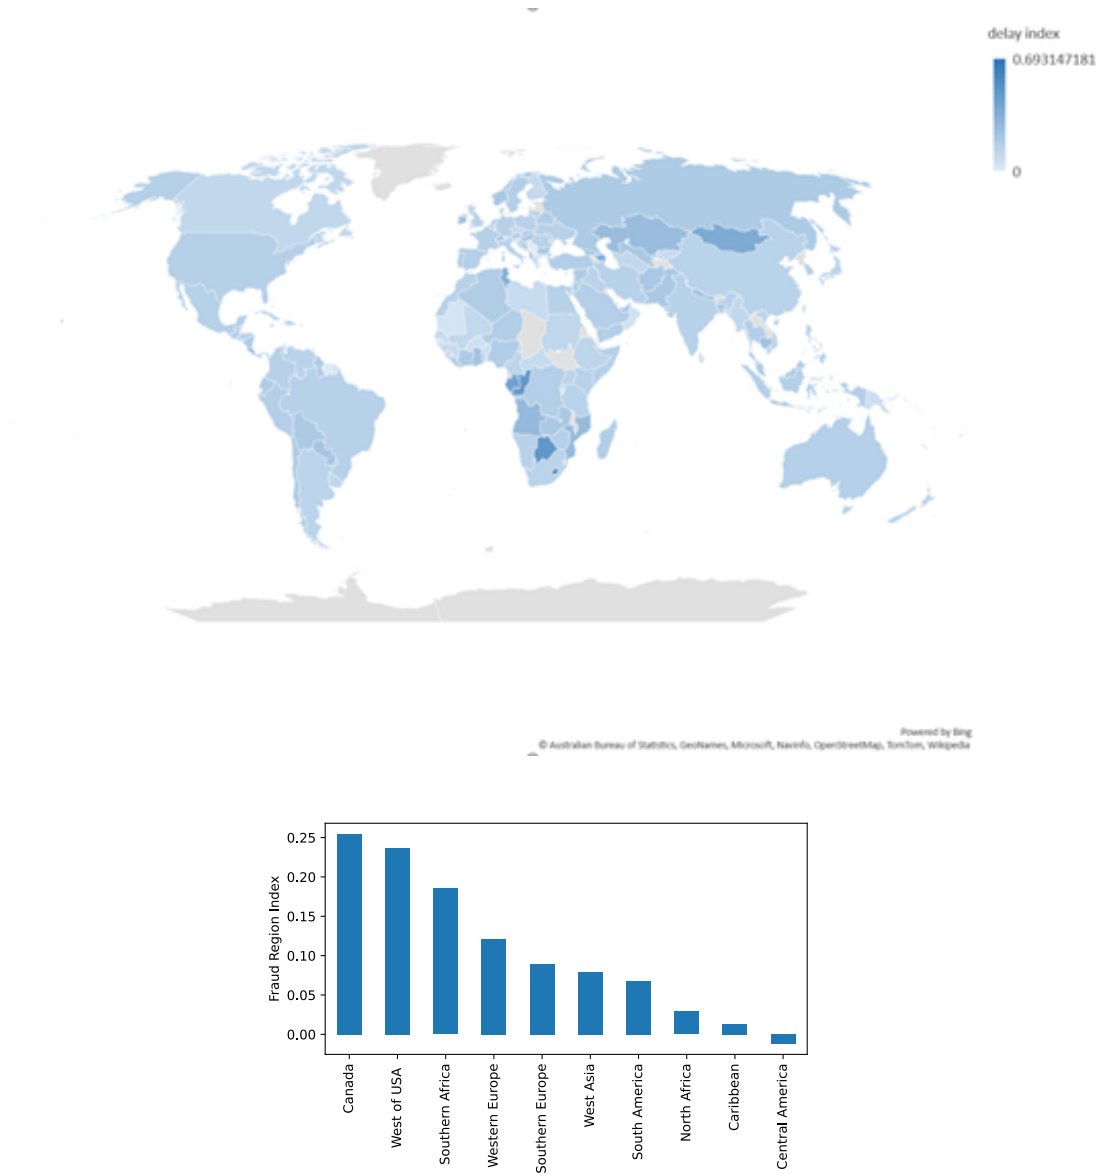 delay index
0.693147181
0
Powered by Bing
© Australian Bureau of Statistics, GeoNames, Microsoft, Navinfo, OpenStreetMap, TomTom, Wikipedia
0.25
0.20
0.15
0.10
0.05
0.00
Fraud Region Index
Canada
West of USA
Southern Africa
Western Europe
Southern Europe
West Asia
South America
North Africa
Caribbean
Central America